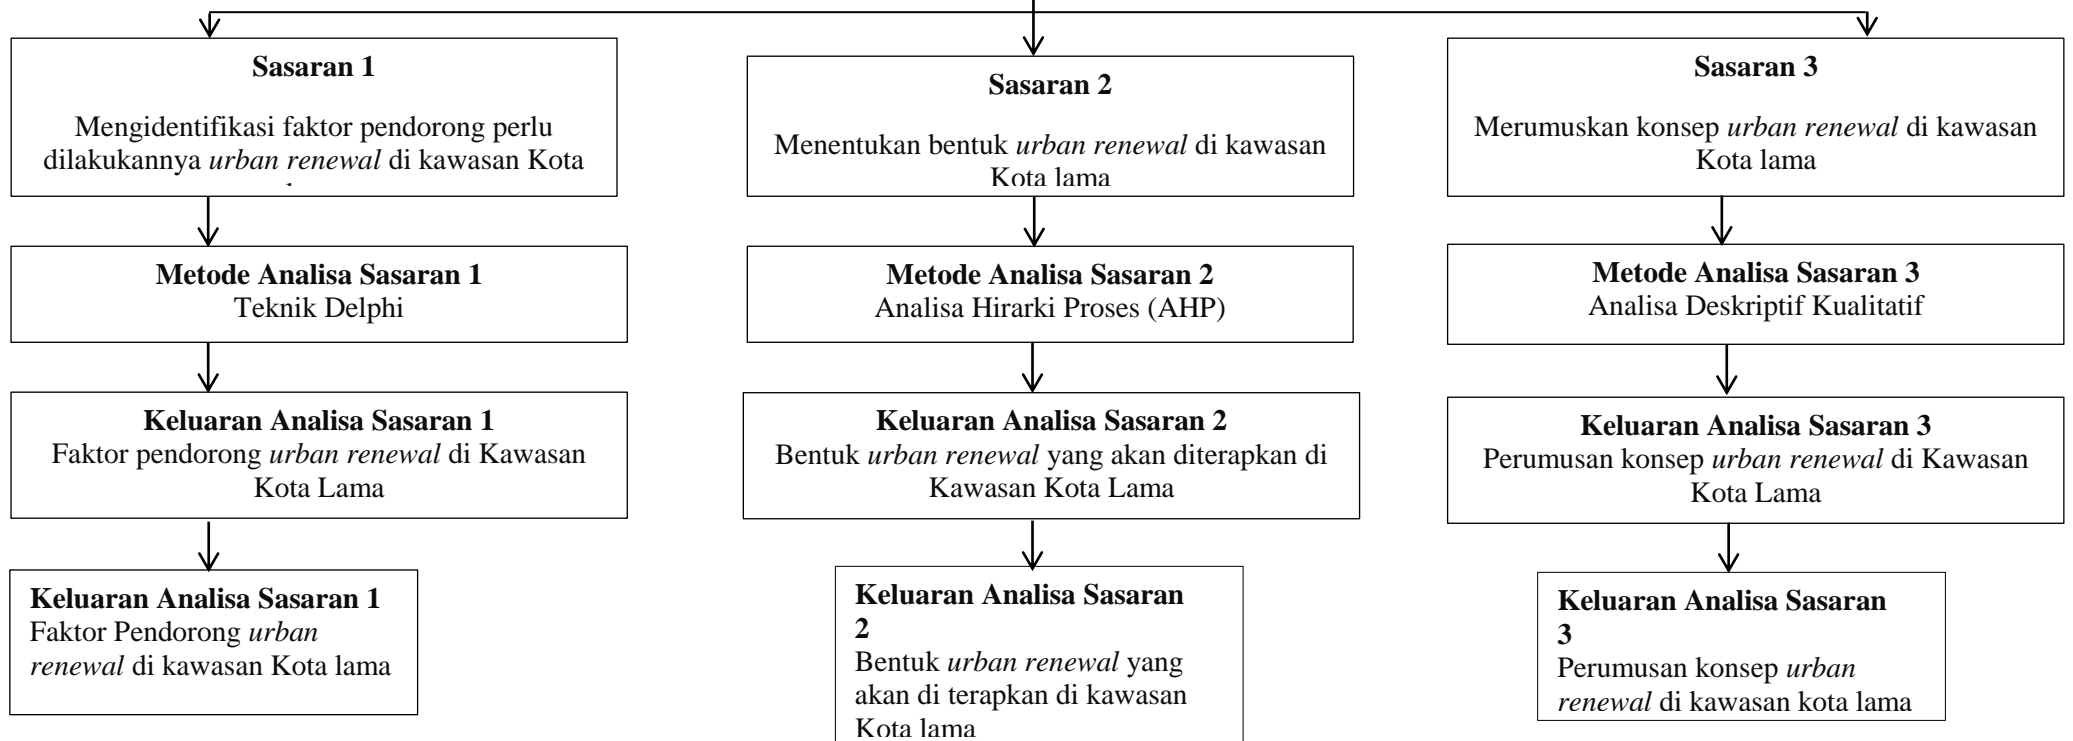 Sasaran 1
Mengidentifikasi faktor pendorong perlu
dilakukannya urban renewal di kawasan Kota
Metode Analisa Sasaran 1
Teknik Delphi
Keluaran Analisa Sasaran 1
Faktor pendorong urban renewal di Kawasan
Kota Lama
Keluaran Analisa Sasaran 1
Faktor Pendorong urban
renewal di kawasan Kota lama
Sasaran 2
Menentukan bentuk urban renewal di kawasan
Kota lama
Metode Analisa Sasaran 2
Analisa Hirarki Proses (AHP)
Keluaran Analisa Sasaran 2
Bentuk urban renewal yang akan diterapkan di
Kawasan Kota Lama
Keluaran Analisa Sasaran
2
Bentuk urban renewal yang
akan di terapkan di kawasan
Kota lama
Sasaran 3
Merumuskan konsep urban renewal di kawasan
Kota lama
Metode Analisa Sasaran 3
Analisa Deskriptif Kualitatif
Keluaran Analisa Sasaran 3
Perumusan konsep urban renewal di Kawasan
Kota Lama
Keluaran Analisa Sasaran
3
Perumusan konsep urban
renewal di kawasan kota lama